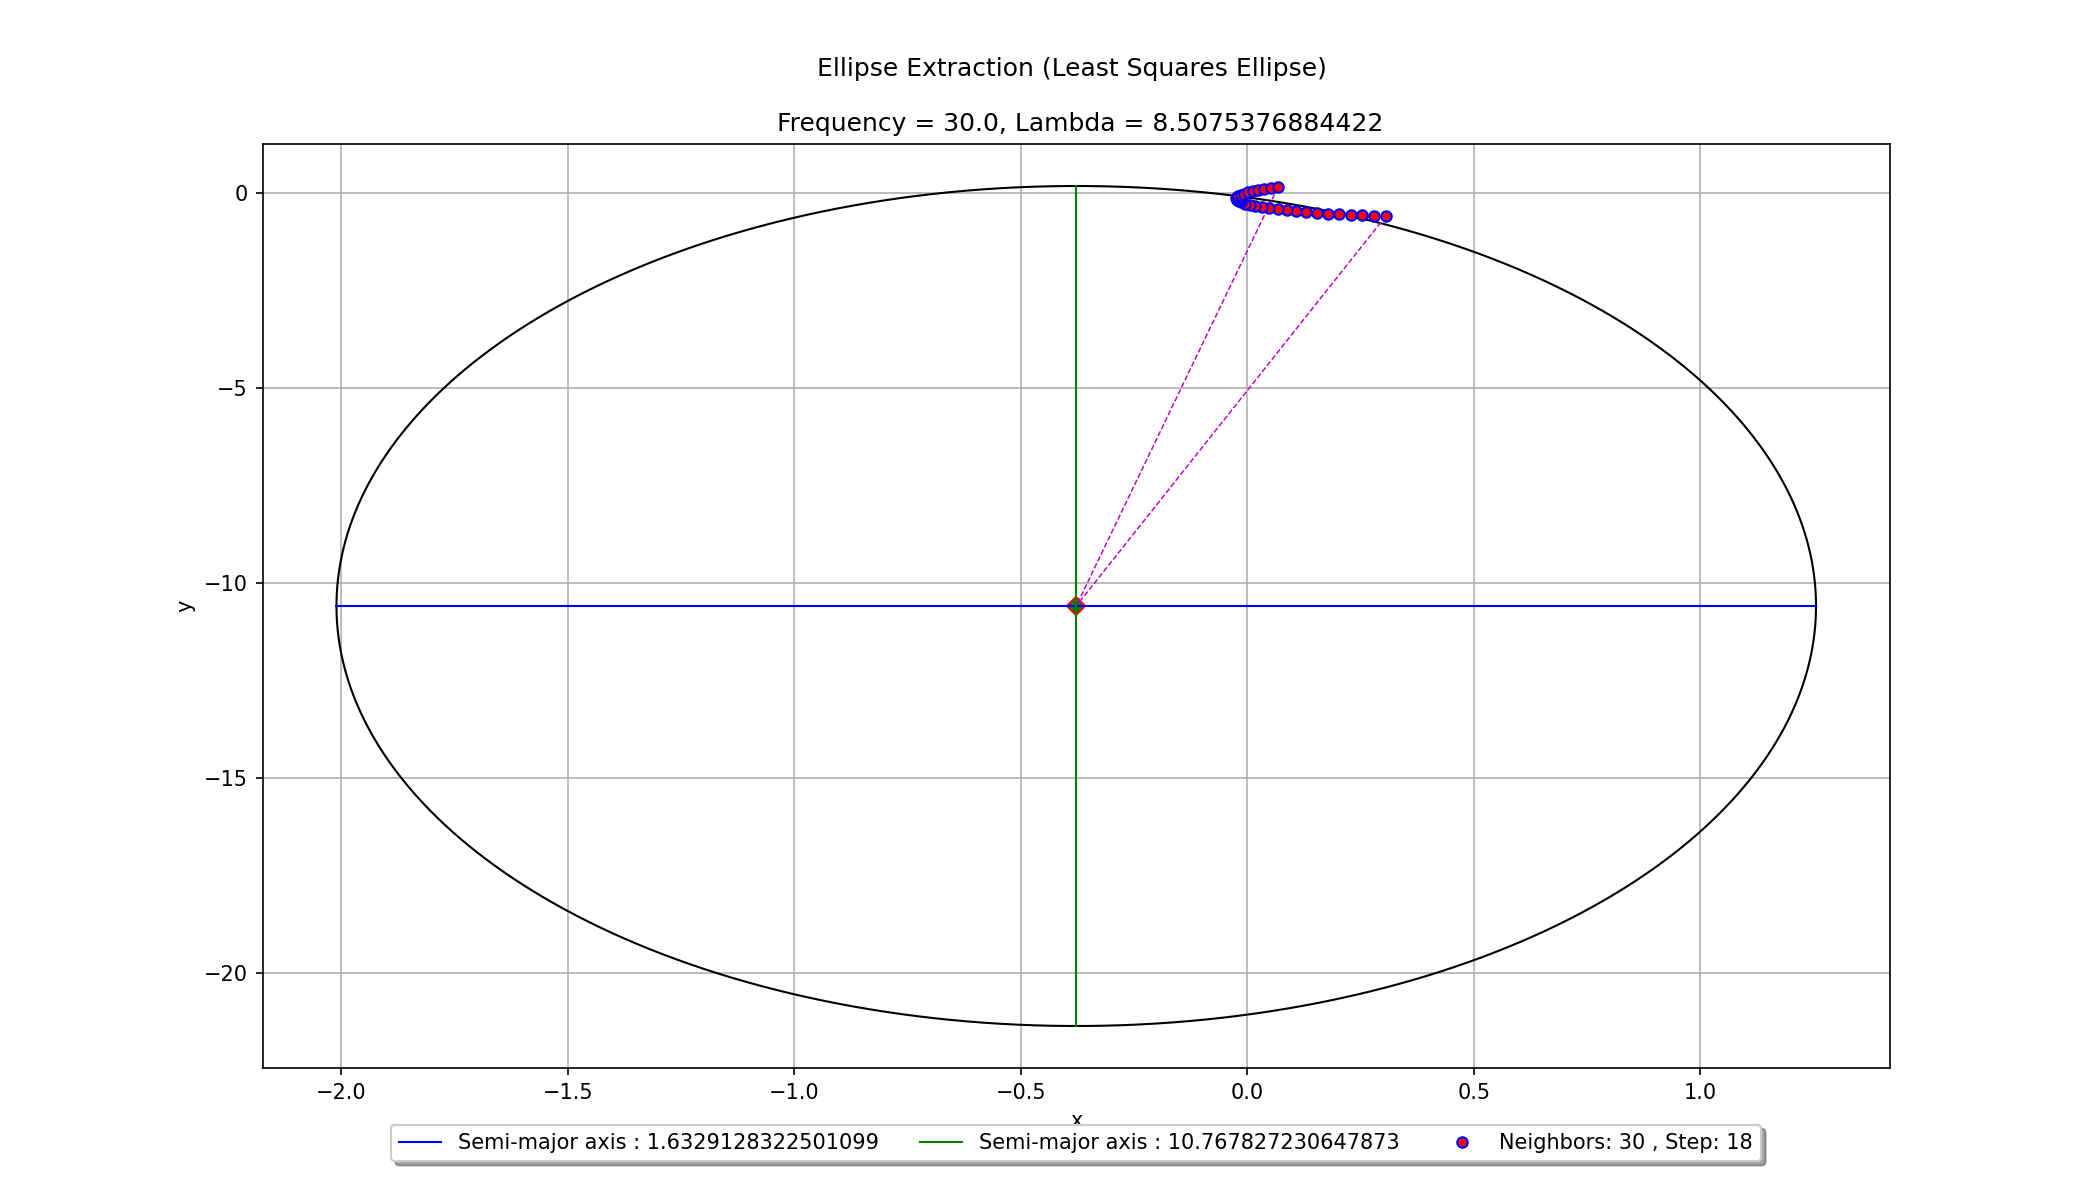 Ellipse Extraction (Least Squares Ellipse)
Frequency = 30.0, Lambda = 8.5075376884422
0
−5
−10
−15
−20
y
−2.0 −1.5 −1.0 −0.5 0.0 0.5 1.0
x
Semi-major axis : 1.6329128322501099 Semi-major axis : 10.767827230647873 Neighbors: 30 , Step: 18